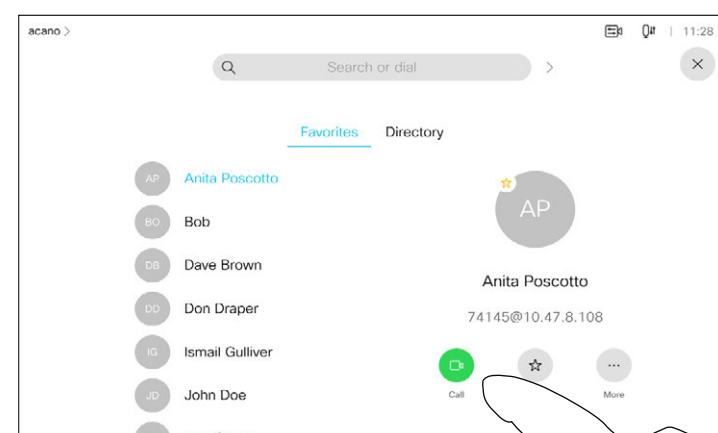 acano >
11:28
Search or dial
Favorites Directory
AP Anita Poscotto
BO Bob
DB Dave Brown
DD Don Draper
IG Ismail Gulliver
JD John Doe
AP
Anita Poscotto
74145@10.47.8.108
Call
More